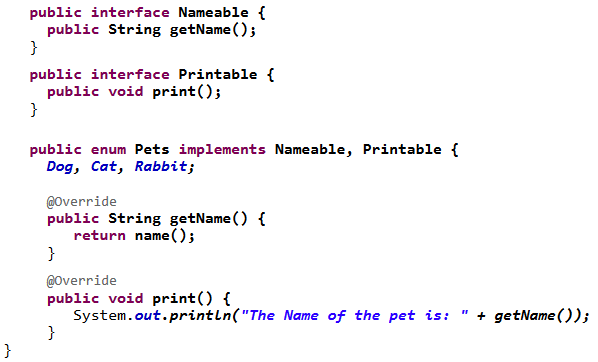 public interface Nameable {
public String getName();
}
public interface Printable {
public void print();
}
public enum Pets implements Nameable, Printable {
Dog, Cat, Rabbit;
@Override
public String getName() {
return name();
}
@Override
public void print() {
System.out.println("The Name of the pet is: " + getName());
}
}